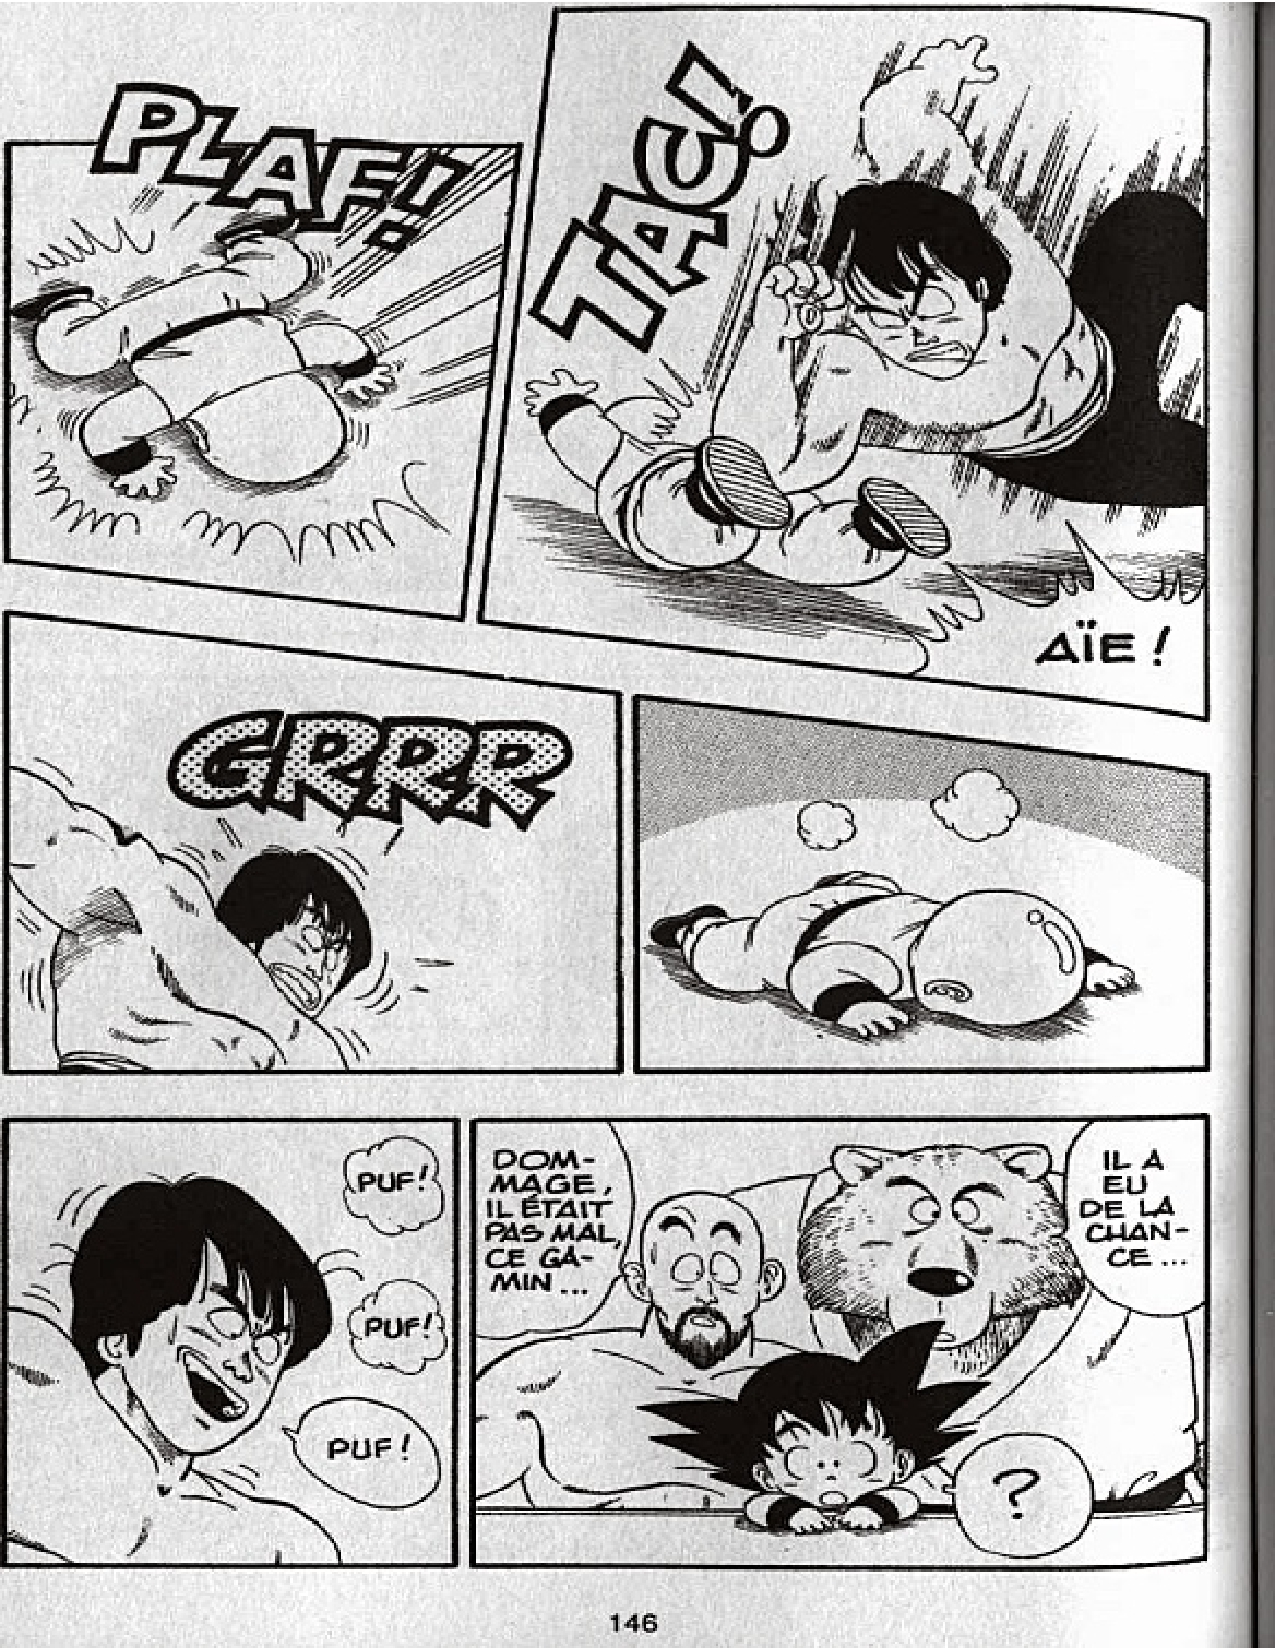 PLAF!
TAC!
AÏE!
GRRR
PUF!
PUF!
PUF!
DOM-
MAGE,
IL ÉTAIT
PAS MAL,
CE GA-
MIN...
IL A
EU
DE LA
CHAN-
CE...
?
146